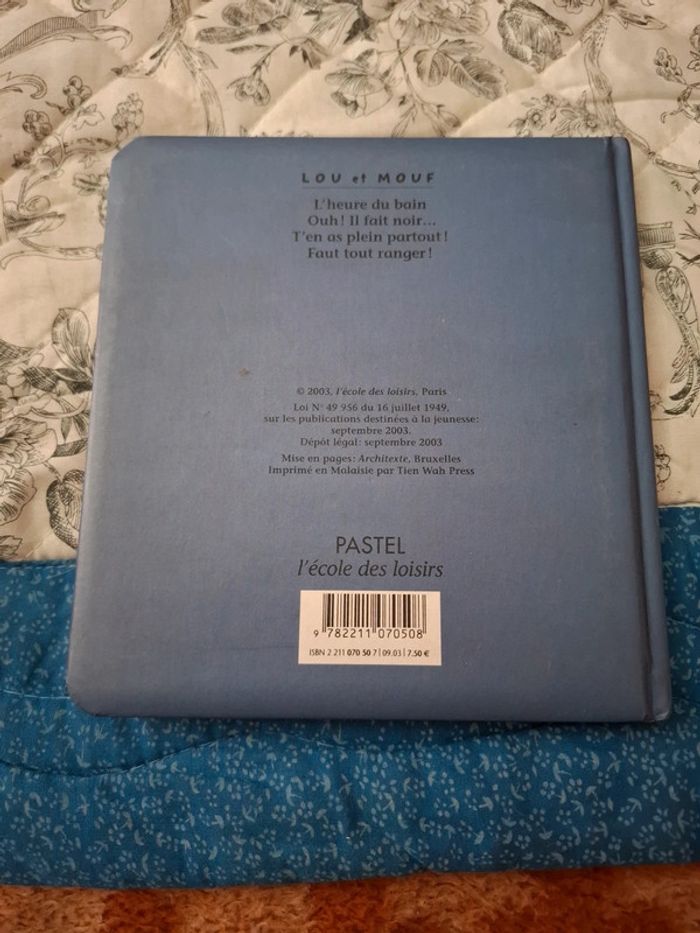 LOU et MOUF
L'heure du bain
Ouh! Il fait noir...
T'en as plein partout!
Faut tout ranger!
© 2003, l'école des loisirs, Paris
Loi N° 49 956 du 16 juillet 1949,
sur les publications destinées à la jeunesse:
septembre 2003.
Dépôt légal: septembre 2003
Mise en pages: Architexte, Bruxelles
Imprimé en Malaisie par Tien Wah Press
PASTEL
l'école des loisirs
9 782211 070508
ISBN 2 211 070 50 7 | 09.03 | 7.50 €